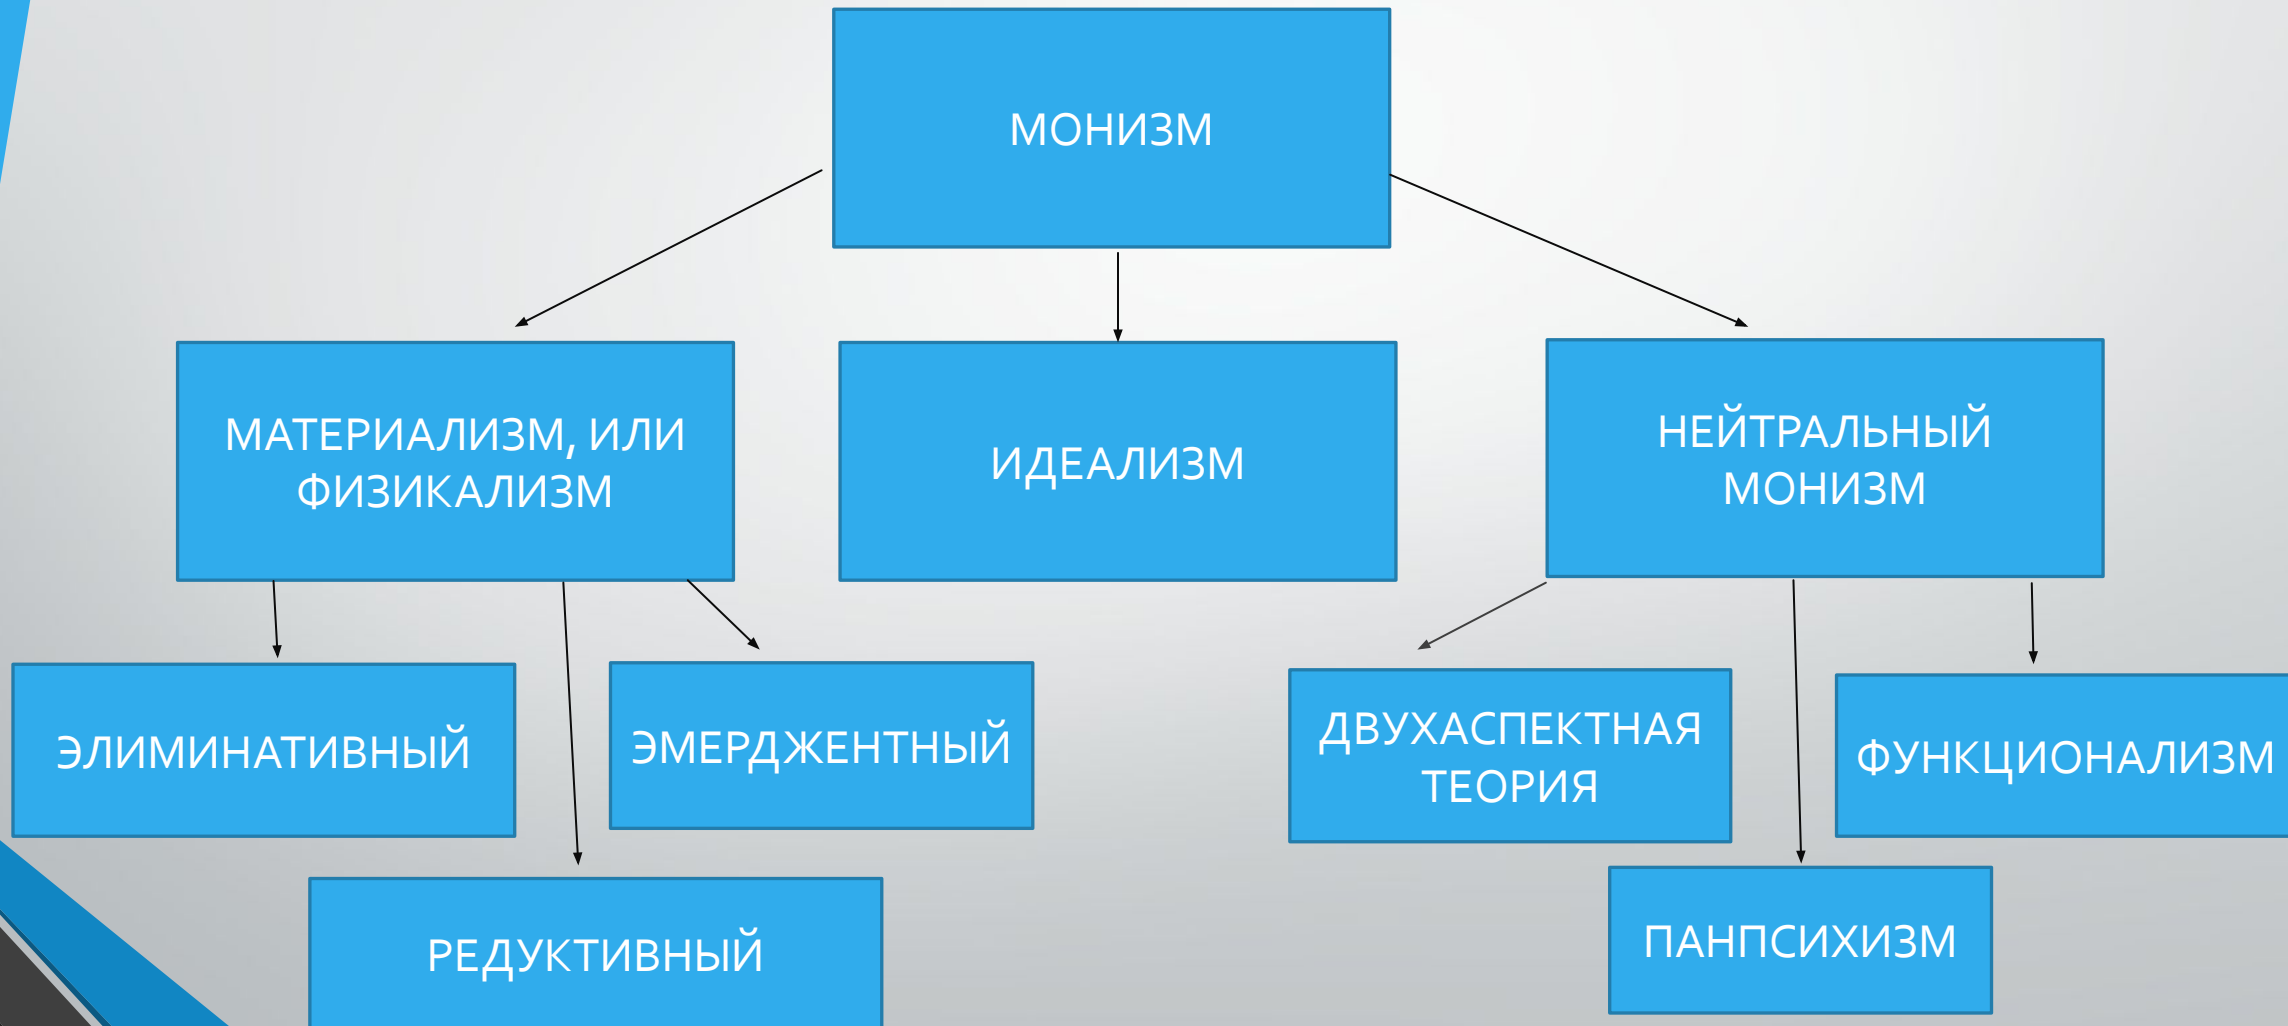 МОНИЗМ
МАТЕРИАЛИЗМ, ИЛИ
ФИЗИКАЛИЗМ
ИДЕАЛИЗМ
НЕЙТРАЛЬНЫЙ
МОНИЗМ
ЭЛИМИНАТИВНЫЙ
ЭМЕРДЖЕНТНЫЙ
ДВУХАСПЕКТНАЯ
ТЕОРИЯ
ФУНКЦИОНАЛИЗМ
РЕДУКТИВНЫЙ
ПАНПСИХИЗМ